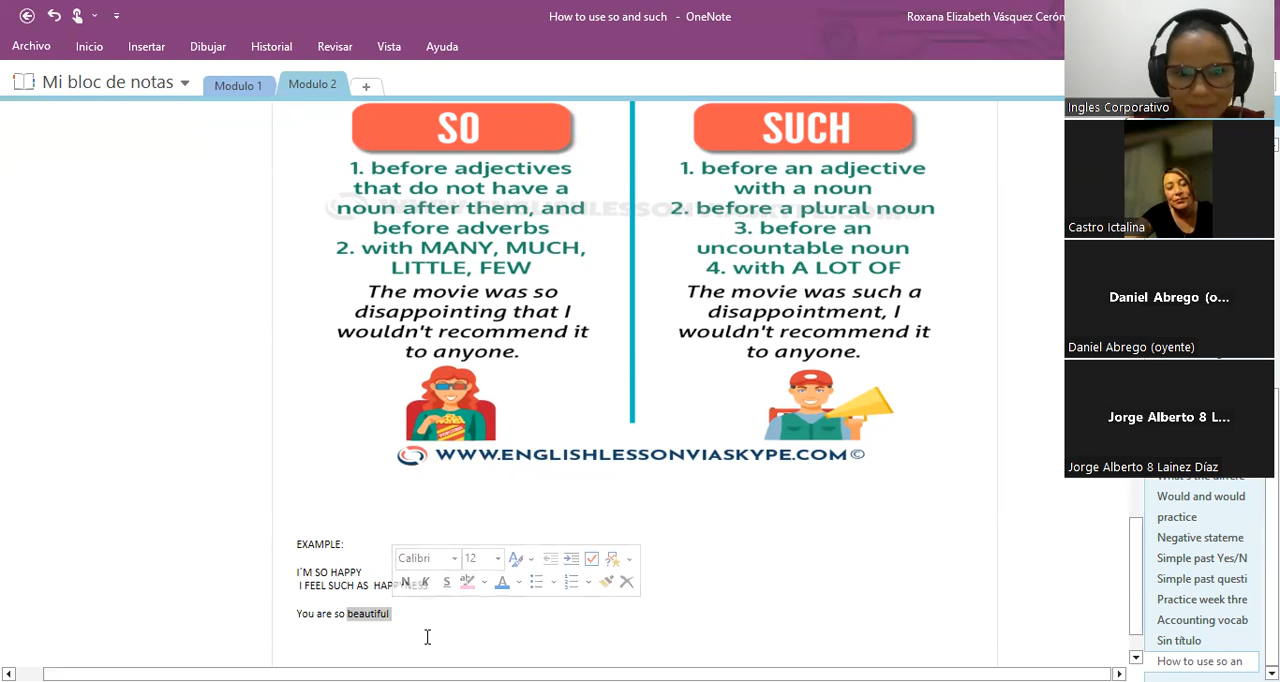 How to use so and such - OneNote
Roxana Elizabeth Vásquez Cerón
Archivo Inicio Insertar Dibujar Historial Revisar Vista Ayuda
Mi bloc de notas Modulo 1 Modulo 2 +
SO
1. before adjectives
that do not have a
noun after them, and
before adverbs
2. with MANY, MUCH,
LITTLE, FEW
The movie was so
disappointing that I
wouldn't recommend it
to anyone.
SUCH
1. before an adjective
with a noun
2. before a plural noun
3. before an
uncountable noun
4. with A LOT OF
The movie was such a
disappointment, I
wouldn't recommend it
to anyone.
WWW.ENGLISHLESSONVIASKYPE.COM©
EXAMPLE:
I´M SO HAPPY
I FEEL SUCH AS HAPPYNESS
You are so beautiful
Calibri 12
N K S
Ingles Corporativo
Castro Ictalina
Daniel Abrego (o...
Daniel Abrego (oyente)
Jorge Alberto 8 L...
Jorge Alberto 8 Lainez Díaz
What's the differe
Would and would
practice
Negative stateme
Simple past Yes/N
Simple past questi
Practice week thre
Accounting vocab
Sin título
How to use so an